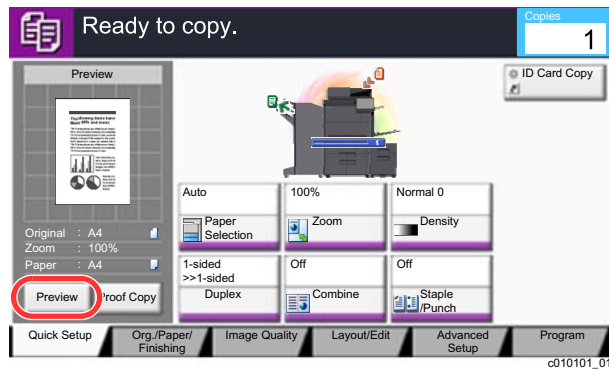 Ready to copy.
Copies
1
Preview
ID Card Copy
Original : A4
Zoom : 100%
Paper : A4
Preview
Proof Copy
Auto
Paper
Selection
100%
Zoom
Normal 0
Density
1-sided
>>1-sided
Duplex
Off
Combine
Off
Staple
/Punch
Quick Setup
Org./Paper/
Finishing
Image Quality
Layout/Edit
Advanced
Setup
Program
c010101_01